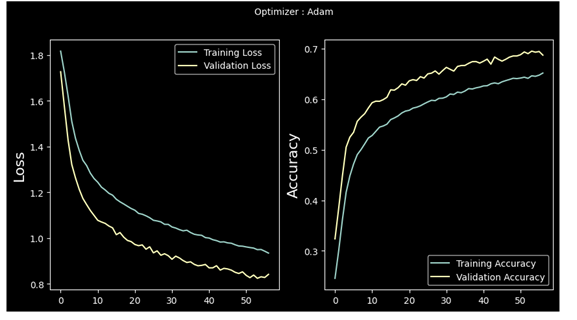 Optimizer : Adam
Training Loss
Validation Loss
Loss
1.8
1.6
1.4
1.2
1.0
0.8
0 10 20 30 40 50
Accuracy
0.7
0.6
0.5
0.4
0.3
Training Accuracy
Validation Accuracy
0 10 20 30 40 50